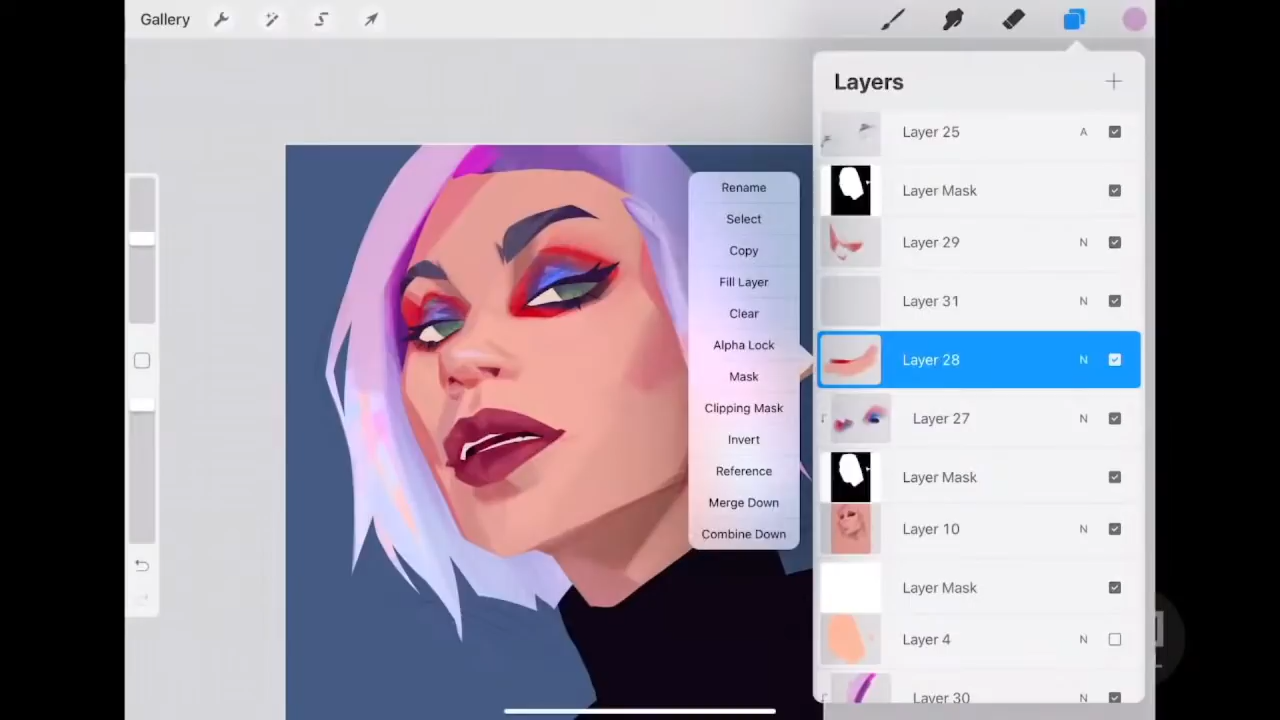 Gallery
Layers
Rename
Select
Copy
Fill Layer
Clear
Alpha Lock
Mask
Clipping Mask
Invert
Reference
Merge Down
Combine Down
Layer 25 A
Layer Mask
Layer 29 N
Layer 31 N
Layer 28 N
Layer 27 N
Layer Mask
Layer 10 N
Layer Mask
Layer 4 N
Layer 30 N